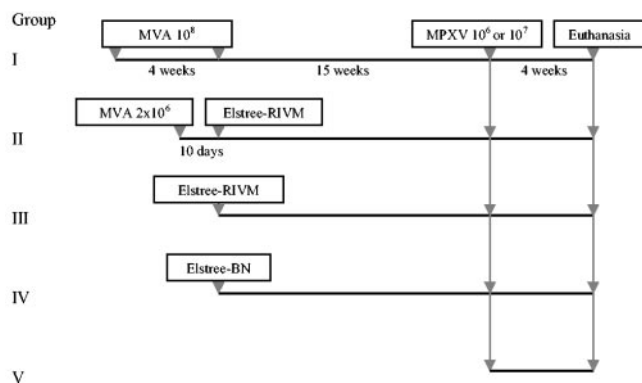 Group
MVA 10⁸
MPXV 10⁶ or 10⁷
Euthanasia
I
4 weeks
15 weeks
4 weeks
MVA 2x10⁶
Elstree-RIVM
II
10 days
Elstree-RIVM
III
Elstree-BN
IV
V